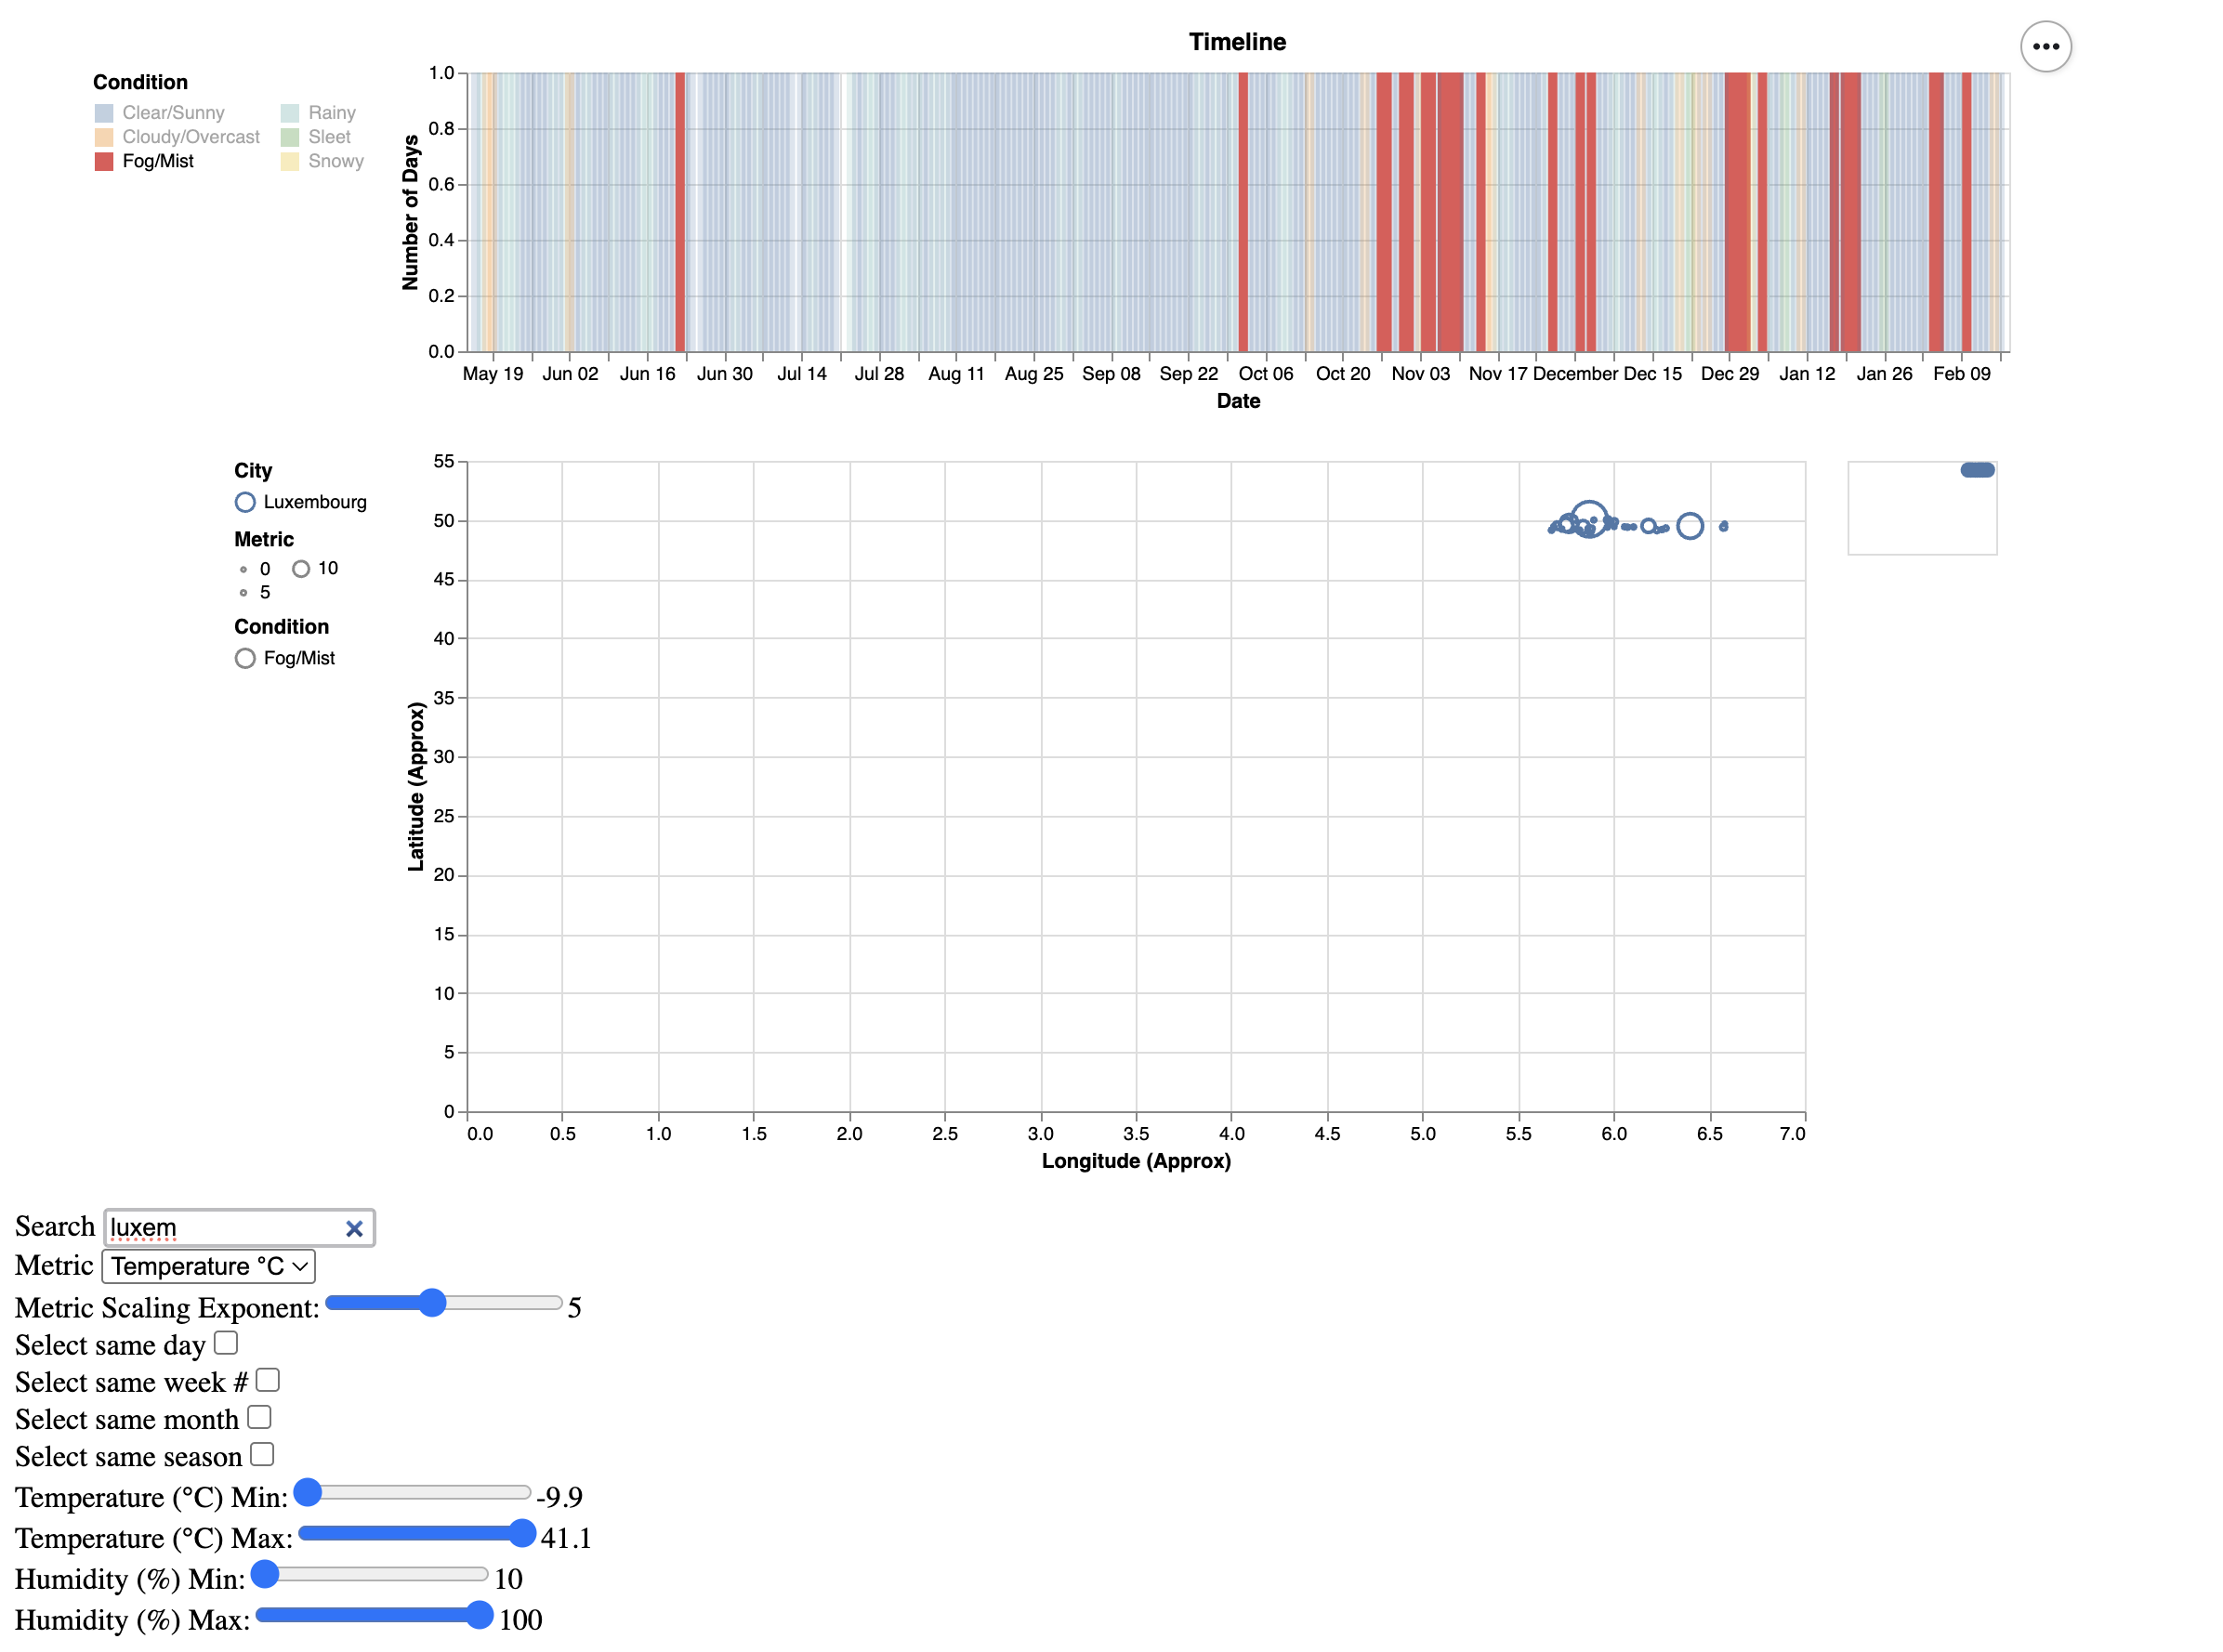 Timeline
Condition
Clear/Sunny Rainy
Cloudy/Overcast Sleet
Fog/Mist Snowy
Number of Days
1.0
0.8
0.6
0.4
0.2
0.0
May 19 Jun 02 Jun 16 Jun 30 Jul 14 Jul 28 Aug 11 Aug 25 Sep 08 Sep 22 Oct 06 Oct 20 Nov 03 Nov 17 December Dec 15 Dec 29 Jan 12 Jan 26 Feb 09
Date
City
Luxembourg
Metric
0 10
5
Condition
Fog/Mist
Latitude (Approx)
55
50
45
40
35
30
25
20
15
10
5
0
0.0 0.5 1.0 1.5 2.0 2.5 3.0 3.5 4.0 4.5 5.0 5.5 6.0 6.5 7.0
Longitude (Approx)
Search luxem
Metric Temperature °C
Metric Scaling Exponent: 5
Select same day
Select same week #
Select same month
Select same season
Temperature (°C) Min: -9.9
Temperature (°C) Max: 41.1
Humidity (%) Min: 10
Humidity (%) Max: 100